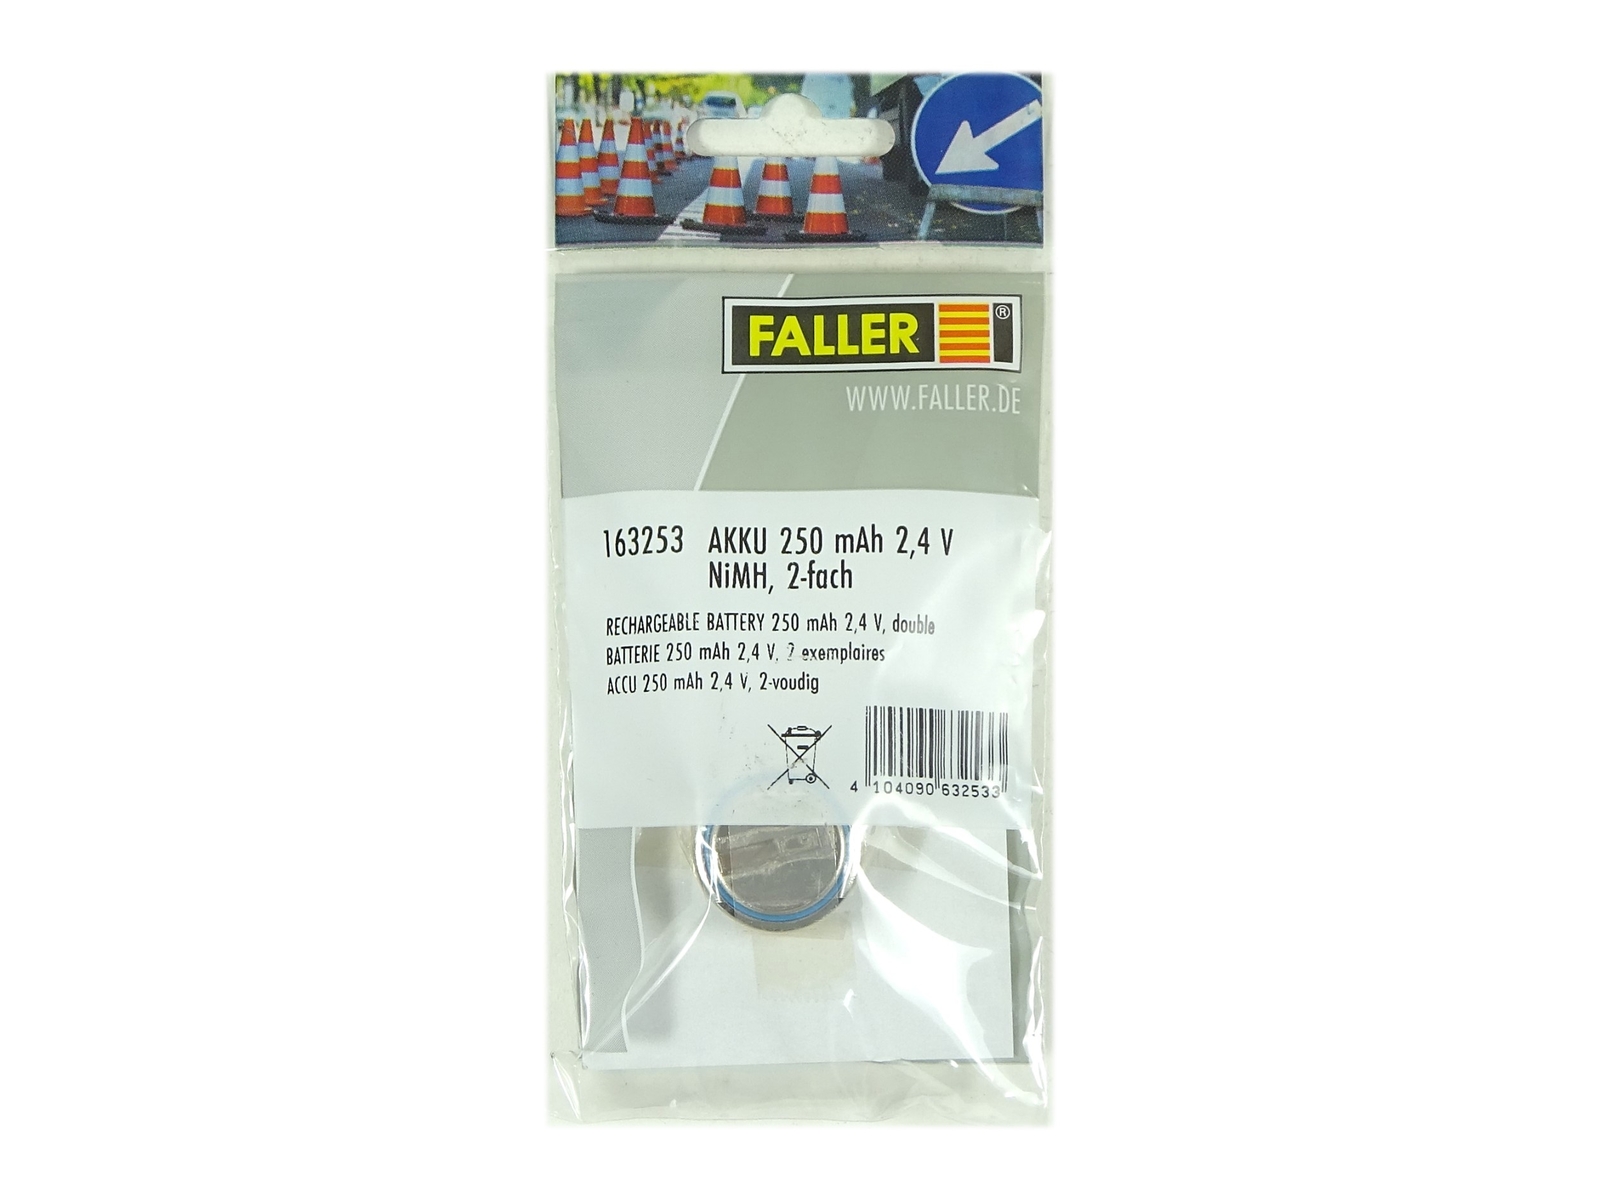 FALLER ®
WWW.FALLER.DE
163253 AKKU 250 mAh 2,4 V
NiMH, 2-fach
RECHARGEABLE BATTERY 250 mAh 2,4 V, double
BATTERIE 250 mAh 2,4 V, 2 exemplaires
ACCU 250 mAh 2,4 V, 2-voudig
4 104090 632533